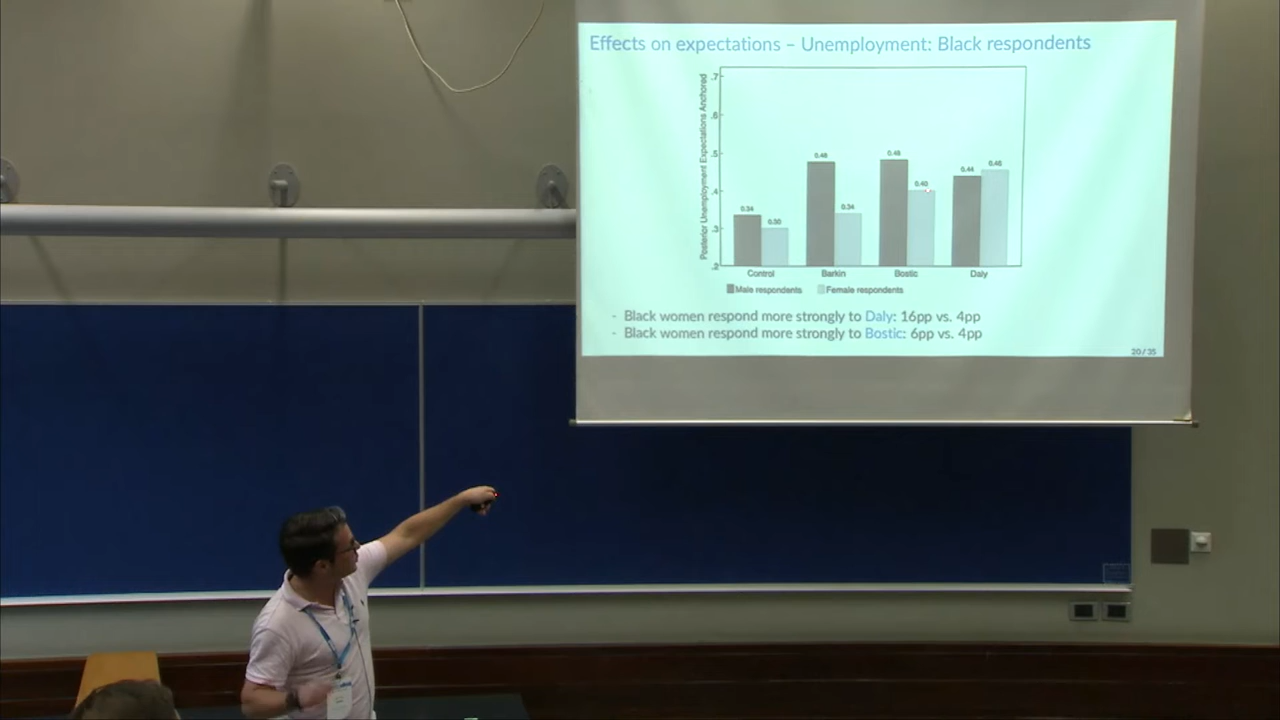 Effects on expectations – Unemployment: Black respondents
Posterior Unemployment Expectations Anchored
.7
.6
.5
.4
.3
.2
0.34
0.30
0.48
0.34
0.48
0.40
0.44
0.46
Control
Barkin
Bostic
Daly
Male respondents
Female respondents
- Black women respond more strongly to Daly: 16pp vs. 4pp
- Black women respond more strongly to Bostic: 6pp vs. 4pp
20 / 35